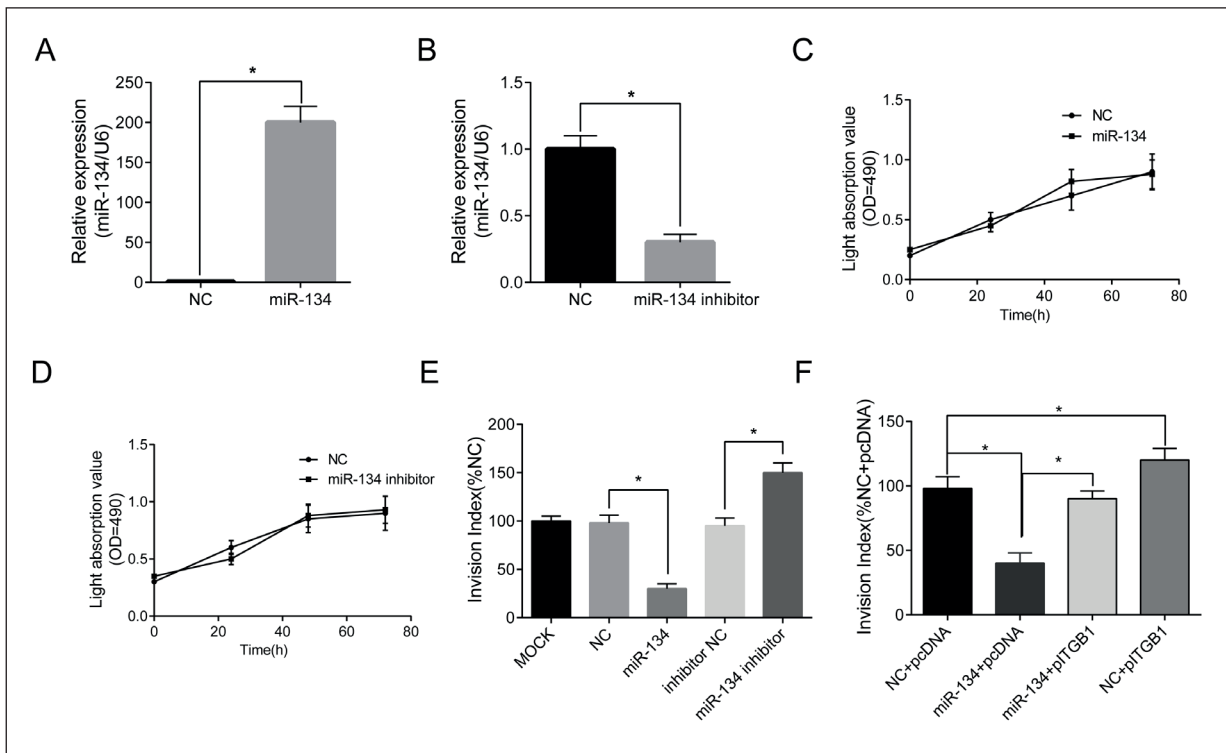 A
*
Relative expression
(miR-134/U6)
250
200
150
100
50
0
NC
miR-134
B
*
Relative expression
(miR-134/U6)
1.5
1.0
0.5
0.0
NC
miR-134 inhibitor
C
NC
miR-134
Light absorption value
(OD=490)
1.5
1.0
0.5
0.0
0
20
40
60
80
Time(h)
D
NC
miR-134 inhibitor
Light absorption value
(OD=490)
1.5
1.0
0.5
0.0
0
20
40
60
80
Time(h)
E
*
*
Invision Index(%NC)
200
150
100
50
0
MOCK
NC
miR-134
inhibitor NC
miR-134 inhibitor
F
*
*
*
Invision Index(%NC+pcDNA)
150
100
50
0
NC+pcDNA
miR-134+pcDNA
miR-134+pITGB1
NC+pITGB1